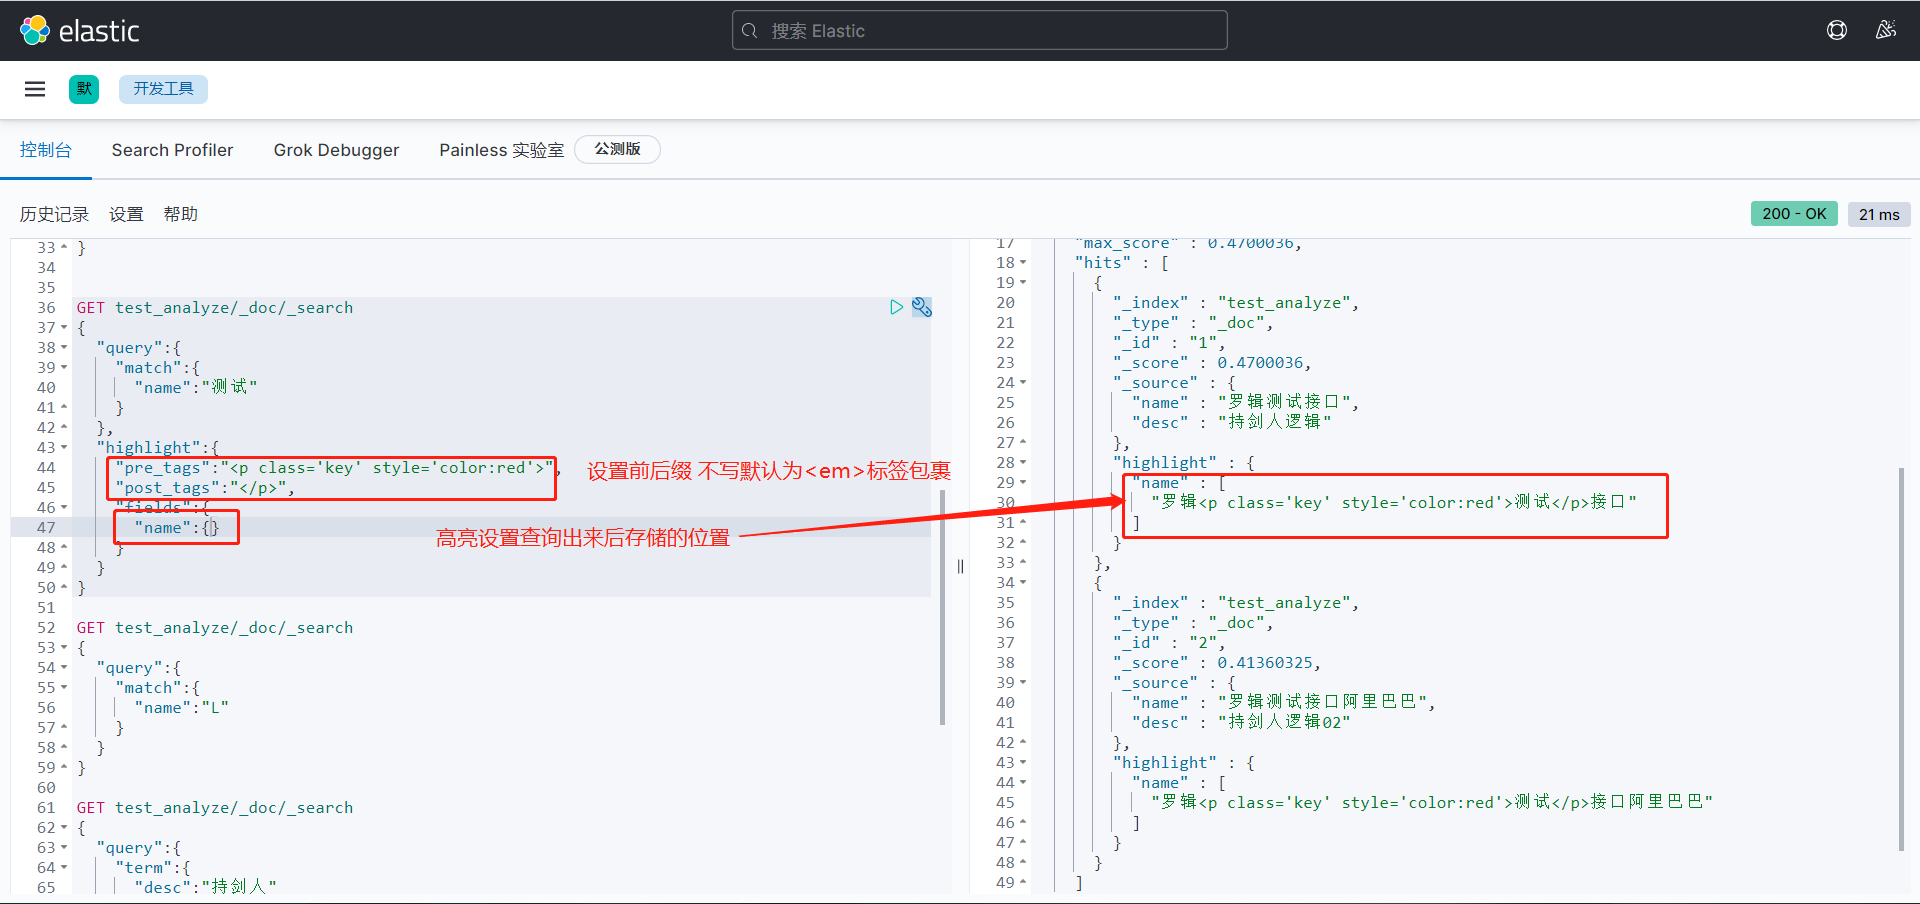 elastic
搜索 Elastic
默
开发工具
控制台
Search Profiler
Grok Debugger
Painless 实验室
公测版
历史记录
设置
帮助
200 - OK
21 ms
33 }
34
35
36 GET test_analyze/_doc/_search
37 {
38 "query":{
39 "match":{
40 "name":"测试"
41 }
42 },
43 "highlight":{
44 "pre_tags":"<p class='key' style='color:red'>",
45 "post_tags":"</p>",
46 "fields":{
47 "name":{}
48 }
49 }
50 }
51
52 GET test_analyze/_doc/_search
53 {
54 "query":{
55 "match":{
56 "name":"L"
57 }
58 }
59 }
60
61 GET test_analyze/_doc/_search
62 {
63 "query":{
64 "term":{
65 "desc":"持剑人"
设置前后缀 不写默认为<em>标签包裹
高亮设置查询出来后存储的位置
17 "max_score" : 0.4700036,
18 "hits" : [
19 {
20 "_index" : "test_analyze",
21 "_type" : "_doc",
22 "_id" : "1",
23 "_score" : 0.4700036,
24 "_source" : {
25 "name" : "罗辑测试接口",
26 "desc" : "持剑人逻辑"
27 },
28 "highlight" : {
29 "name" : [
30 "罗辑<p class='key' style='color:red'>测试</p>接口"
31 ]
32 }
33 },
34 {
35 "_index" : "test_analyze",
36 "_type" : "_doc",
37 "_id" : "2",
38 "_score" : 0.41360325,
39 "_source" : {
40 "name" : "罗辑测试接口阿里巴巴",
41 "desc" : "持剑人逻辑02"
42 },
43 "highlight" : {
44 "name" : [
45 "罗辑<p class='key' style='color:red'>测试</p>接口阿里巴巴"
46 ]
47 }
48 }
49 ]